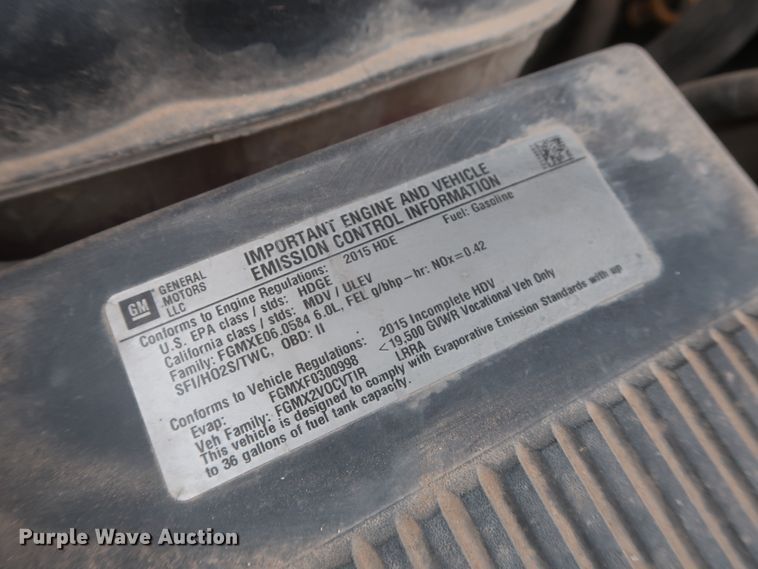 GM
GENERAL
MOTORS
LLC
IMPORTANT ENGINE AND VEHICLE
EMISSION CONTROL INFORMATION
Conforms to Engine Regulations: 2015 HDE Fuel: Gasoline
U.S. EPA class / stds: HDGE
California class / stds: MDV / ULEV
Family: FGMXE06.0584 6.0L, FEL g/bhp-hr: NOx=0.42
SFI/HO2S/TWC, OBD: II
Conforms to Vehicle Regulations: 2015 Incomplete HDV
Evap: FGMXF0300998 <19,500 GVWR Vocational Veh Only
Veh Family: FGMX2VOCVTIR LRRA
This vehicle is designed to comply with Evaporative Emission Standards with up
to 36 gallons of fuel tank capacity.
Purple Wave Auction